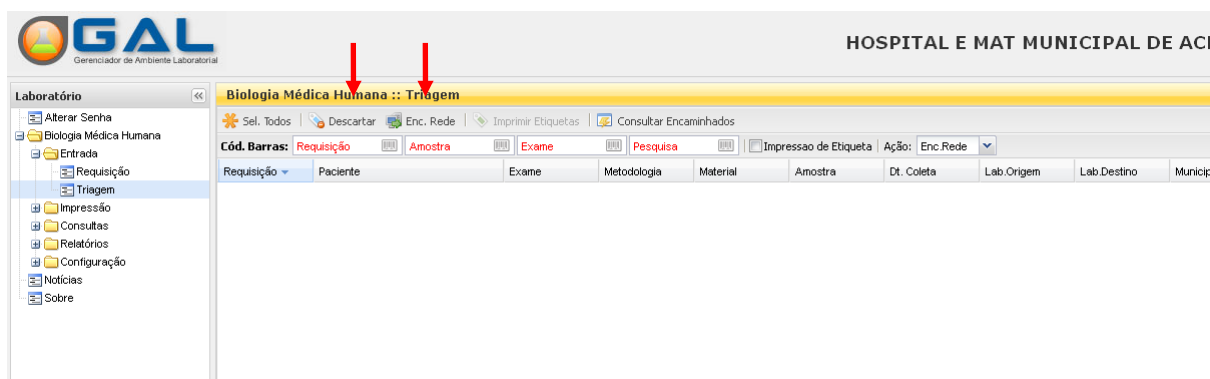 GAL
Gerenciador de Ambiente Laboratorial
HOSPITAL E MAT MUNICIPAL DE ACI
Laboratório
Alterar Senha
Biologia Médica Humana
Entrada
Requisição
Triagem
Impressão
Consultas
Relatórios
Configuração
Notícias
Sobre
Biologia Médica Humana :: Triagem
Sel. Todos Descartar Enc. Rede Imprimir Etiquetas Consultar Encaminhados
Cód. Barras: Requisição Amostra Exame Pesquisa Impressao de Etiqueta Ação: Enc.Rede
Requisição Paciente Exame Metodologia Material Amostra Dt. Coleta Lab.Origem Lab.Destino Municíp